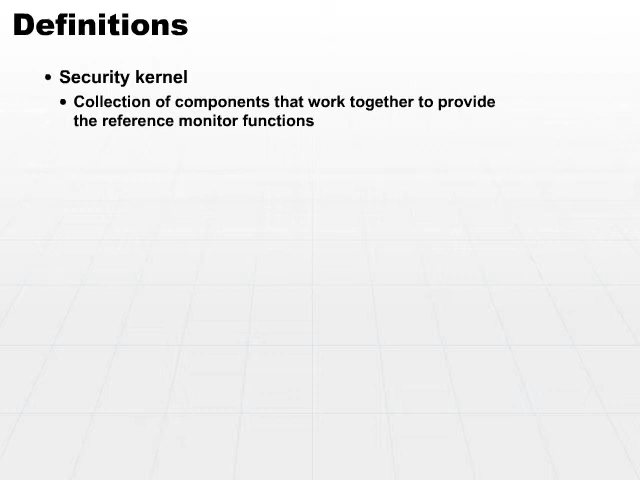 Definitions
• Security kernel
• Collection of components that work together to provide
the reference monitor functions